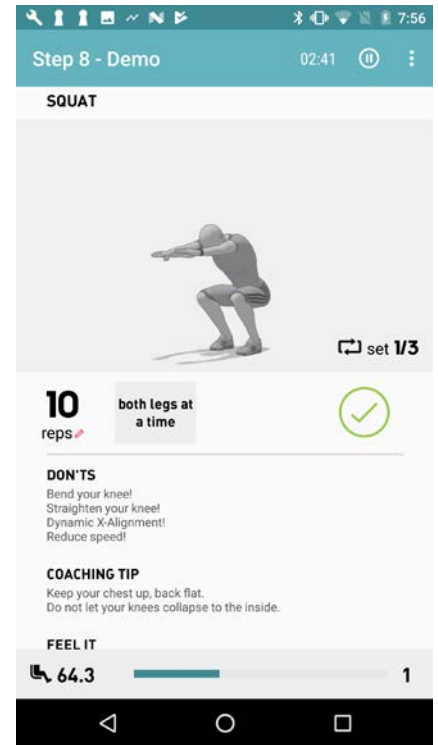 7:56
Step 8 - Demo 02:41
SQUAT
set 1/3
10
reps
both legs at
a time
DON'TS
Bend your knee!
Straighten your knee!
Dynamic X-Alignment!
Reduce speed!
COACHING TIP
Keep your chest up, back flat.
Do not let your knees collapse to the inside.
FEEL IT
64.3 1